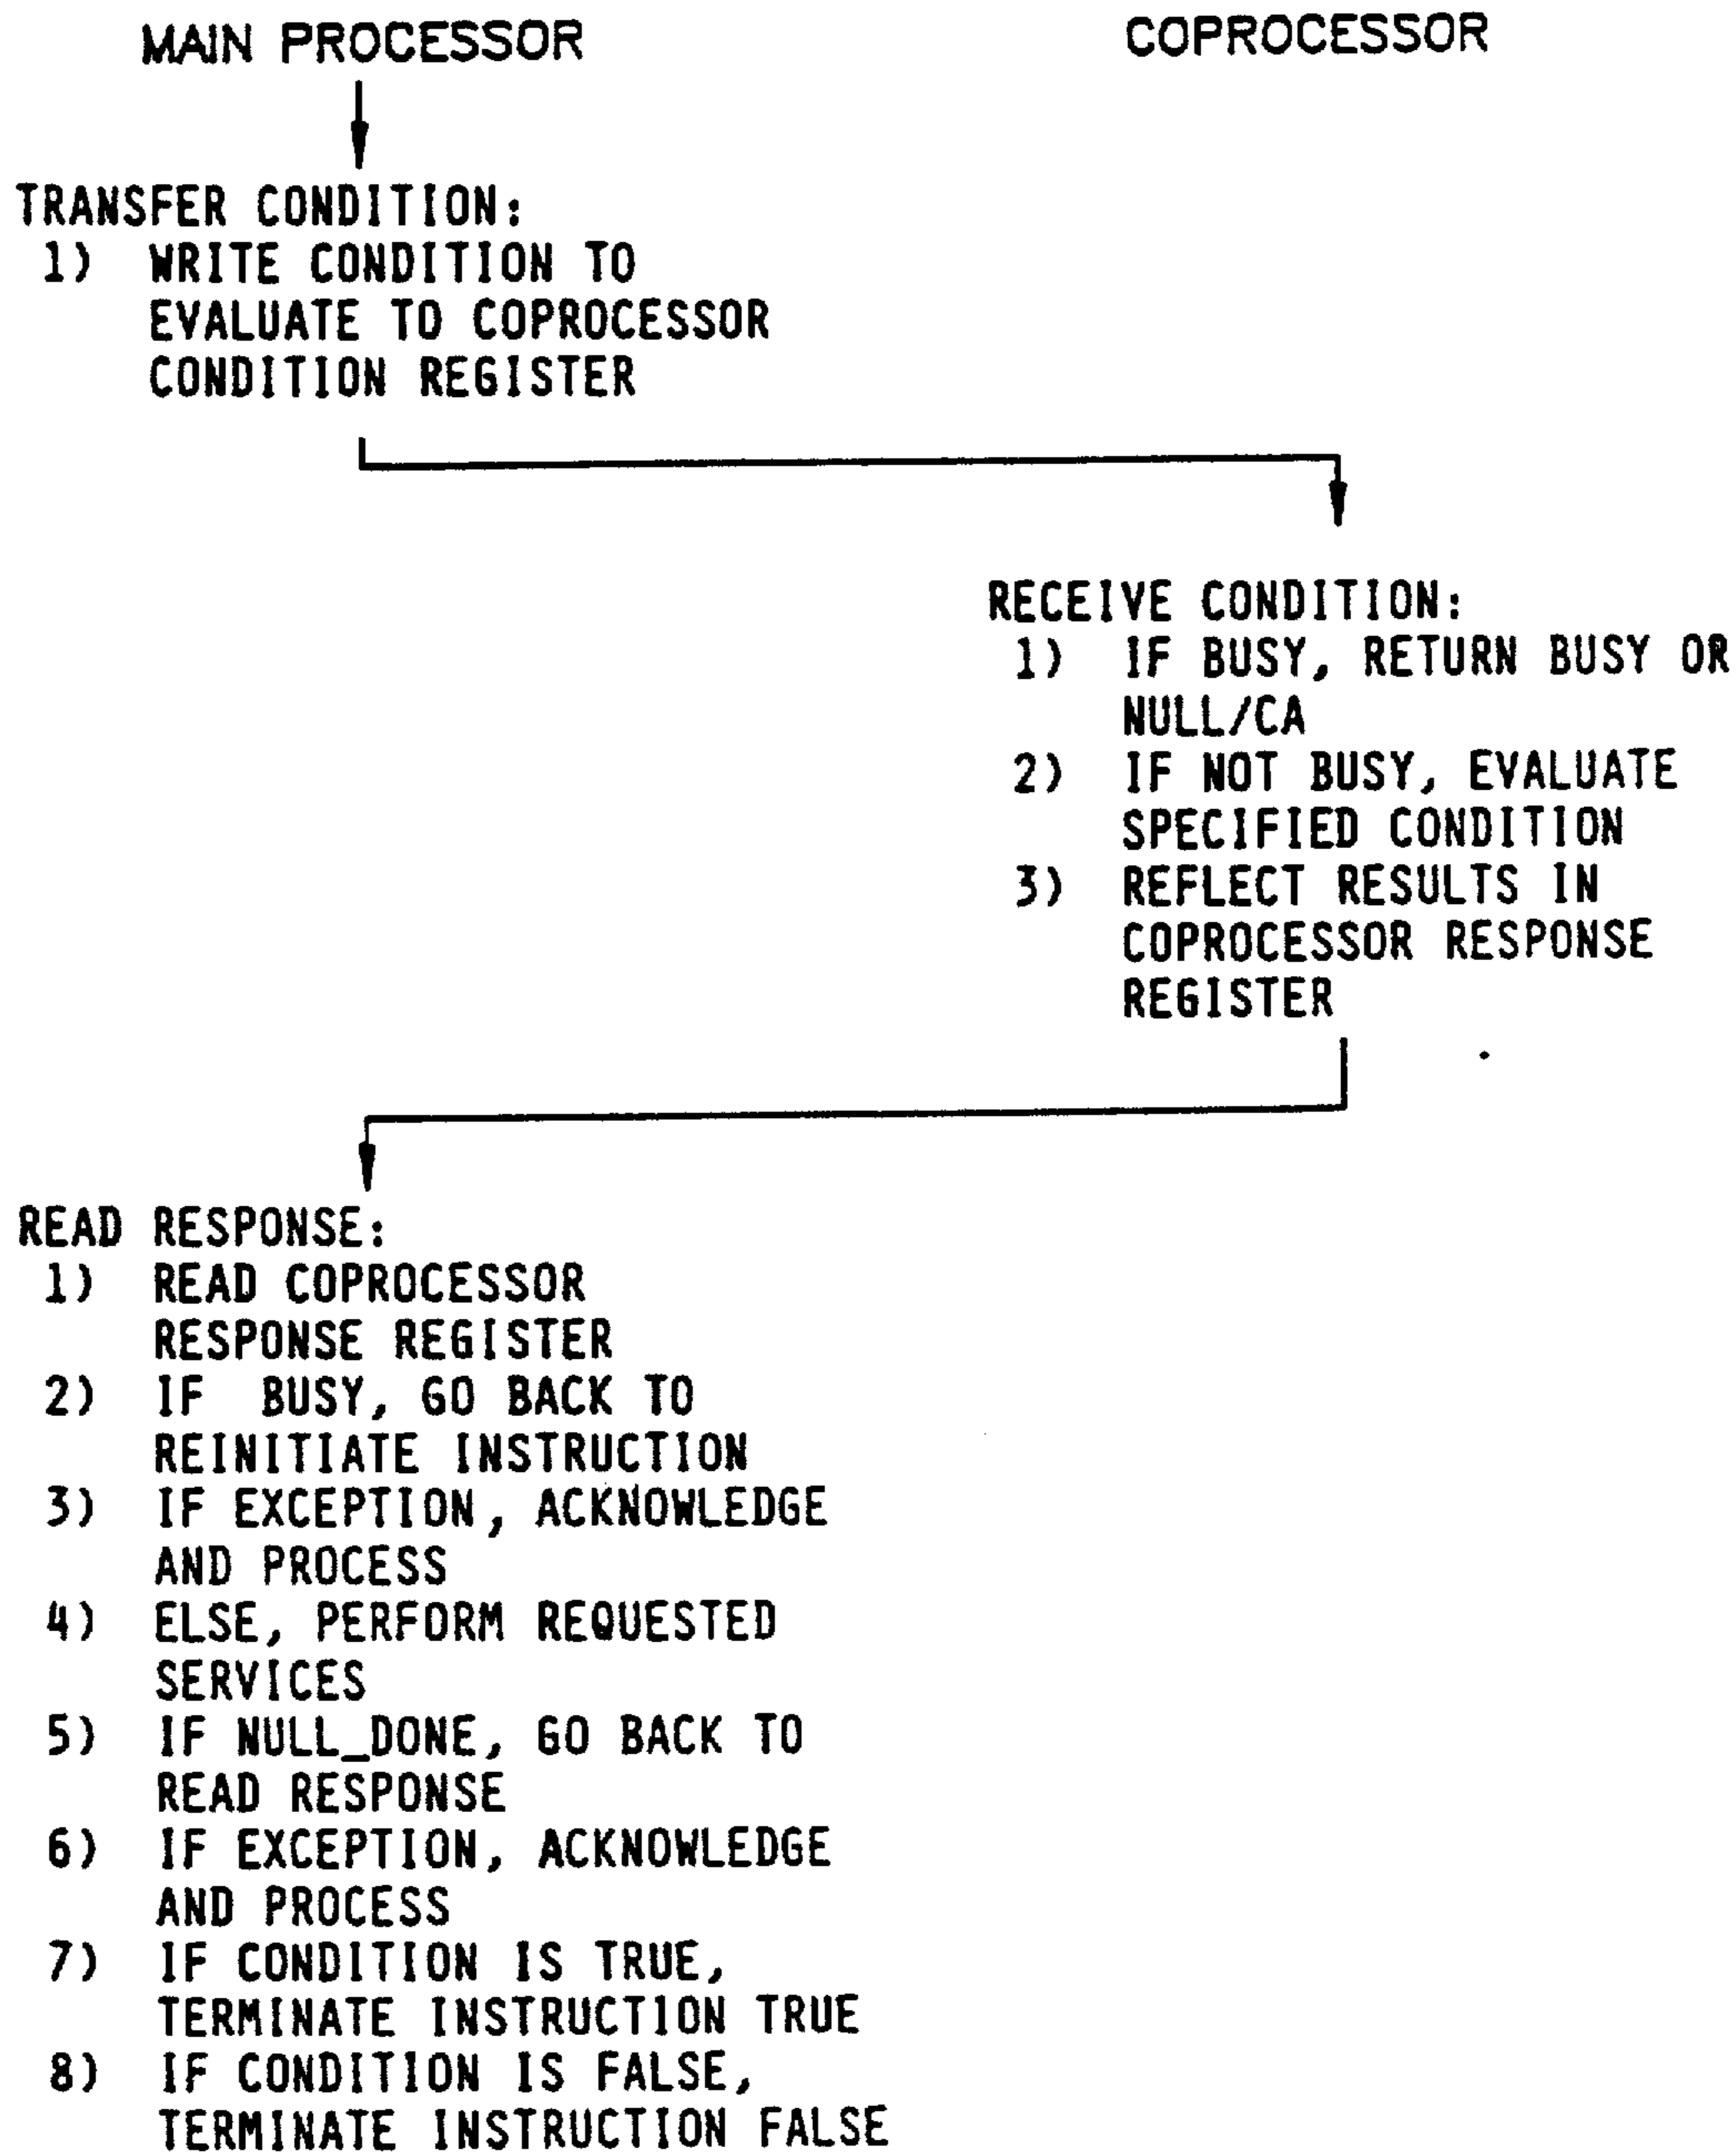 MAIN PROCESSOR
COPROCESSOR
TRANSFER CONDITION:
1) WRITE CONDITION TO
EVALUATE TO COPROCESSOR
CONDITION REGISTER
RECEIVE CONDITION:
1) IF BUSY, RETURN BUSY OR
NULL/CA
2) IF NOT BUSY, EVALUATE
SPECIFIED CONDITION
3) REFLECT RESULTS IN
COPROCESSOR RESPONSE
REGISTER
READ RESPONSE:
1) READ COPROCESSOR
RESPONSE REGISTER
2) IF BUSY, GO BACK TO
REINITIATE INSTRUCTION
3) IF EXCEPTION, ACKNOWLEDGE
AND PROCESS
4) ELSE, PERFORM REQUESTED
SERVICES
5) IF NULL_DONE, GO BACK TO
READ RESPONSE
6) IF EXCEPTION, ACKNOWLEDGE
AND PROCESS
7) IF CONDITION IS TRUE,
TERMINATE INSTRUCTION TRUE
8) IF CONDITION IS FALSE,
TERMINATE INSTRUCTION FALSE